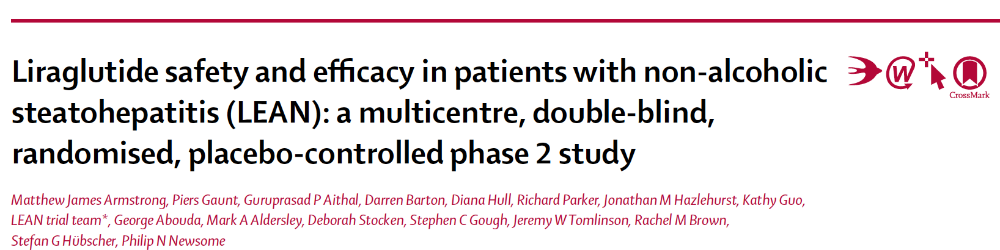 Liraglutide safety and efficacy in patients with non-alcoholic
steatohepatitis (LEAN): a multicentre, double-blind,
randomised, placebo-controlled phase 2 study
W
CrossMark
Matthew James Armstrong, Piers Gaunt, Guruprasad P Aithal, Darren Barton, Diana Hull, Richard Parker, Jonathan M Hazlehurst, Kathy Guo,
LEAN trial team*, George Abouda, Mark A Aldersley, Deborah Stocken, Stephen C Gough, Jeremy W Tomlinson, Rachel M Brown,
Stefan G Hübscher, Philip N Newsome